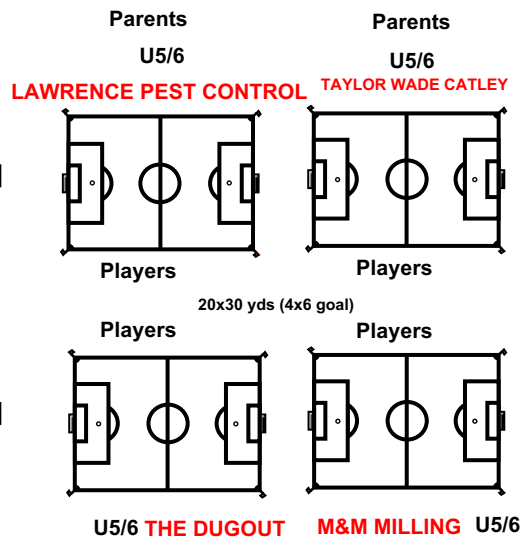 Parents
Parents
U5/6
U5/6
LAWRENCE PEST CONTROL
TAYLOR WADE CATLEY
Players
Players
20x30 yds (4x6 goal)
Players
Players
U5/6 THE DUGOUT
M&M MILLING U5/6